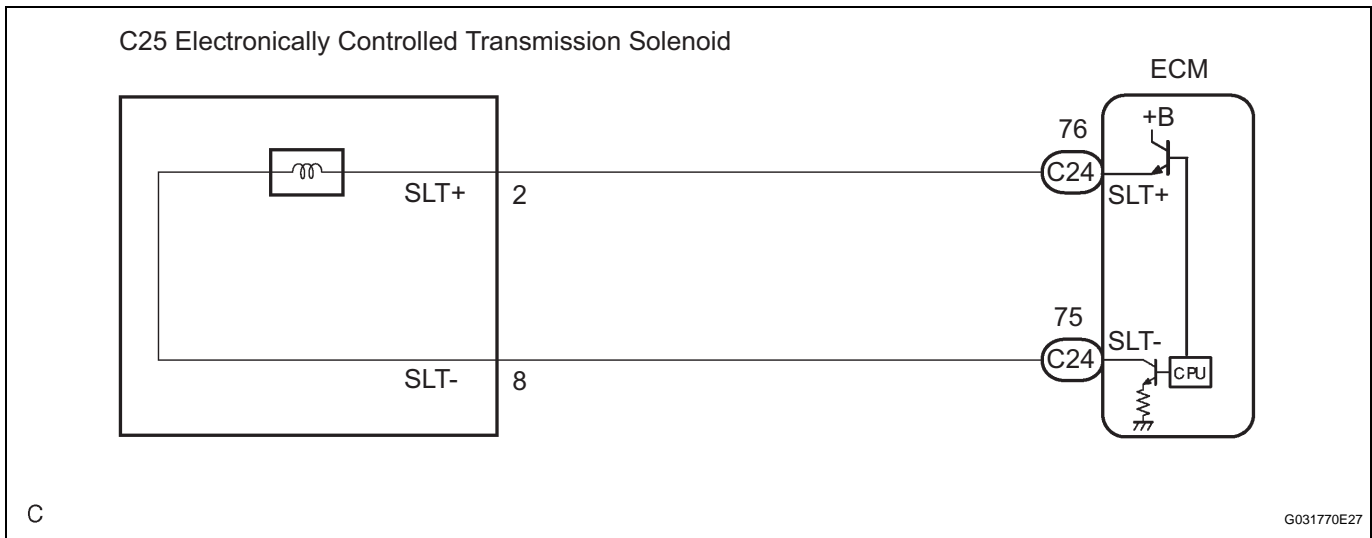 C25 Electronically Controlled Transmission Solenoid
ECM
+B
76
C24
SLT+
2
SLT+
75
C24
SLT-
CPU
SLT-
8
C
G031770E27